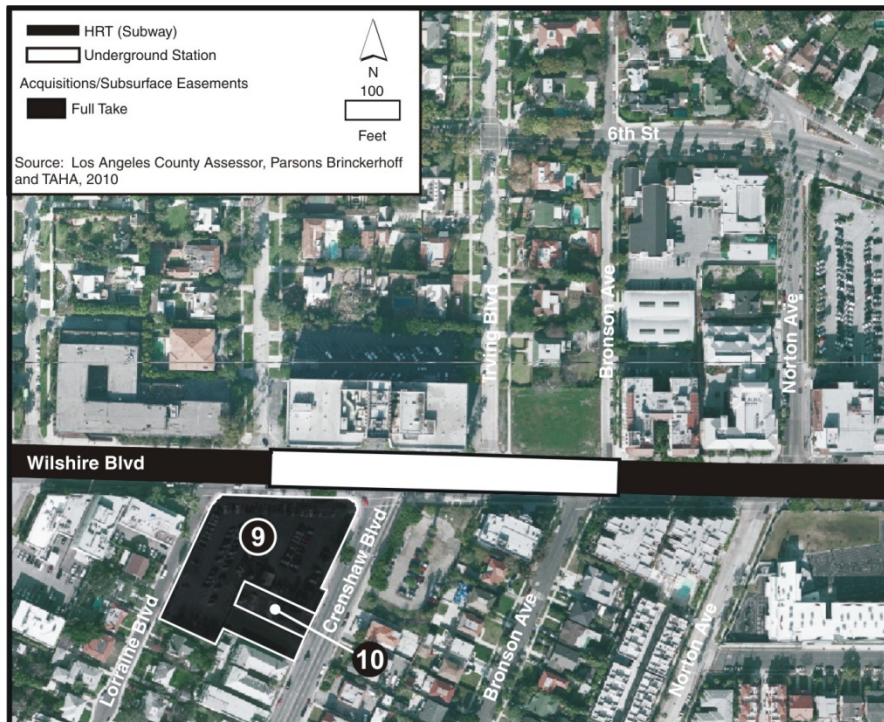 HRT (Subway)
Underground Station
Acquisitions/Subsurface Easements
Full Take
N
100
Feet
Source: Los Angeles County Assessor, Parsons Brinckerhoff
and TAHA, 2010
6th St
Irving Blvd
Bronson Ave
Norton Ave
Wilshire Blvd
9
Crenshaw Blvd
Lorraine Blvd
10
Bronson Ave
Norton Ave